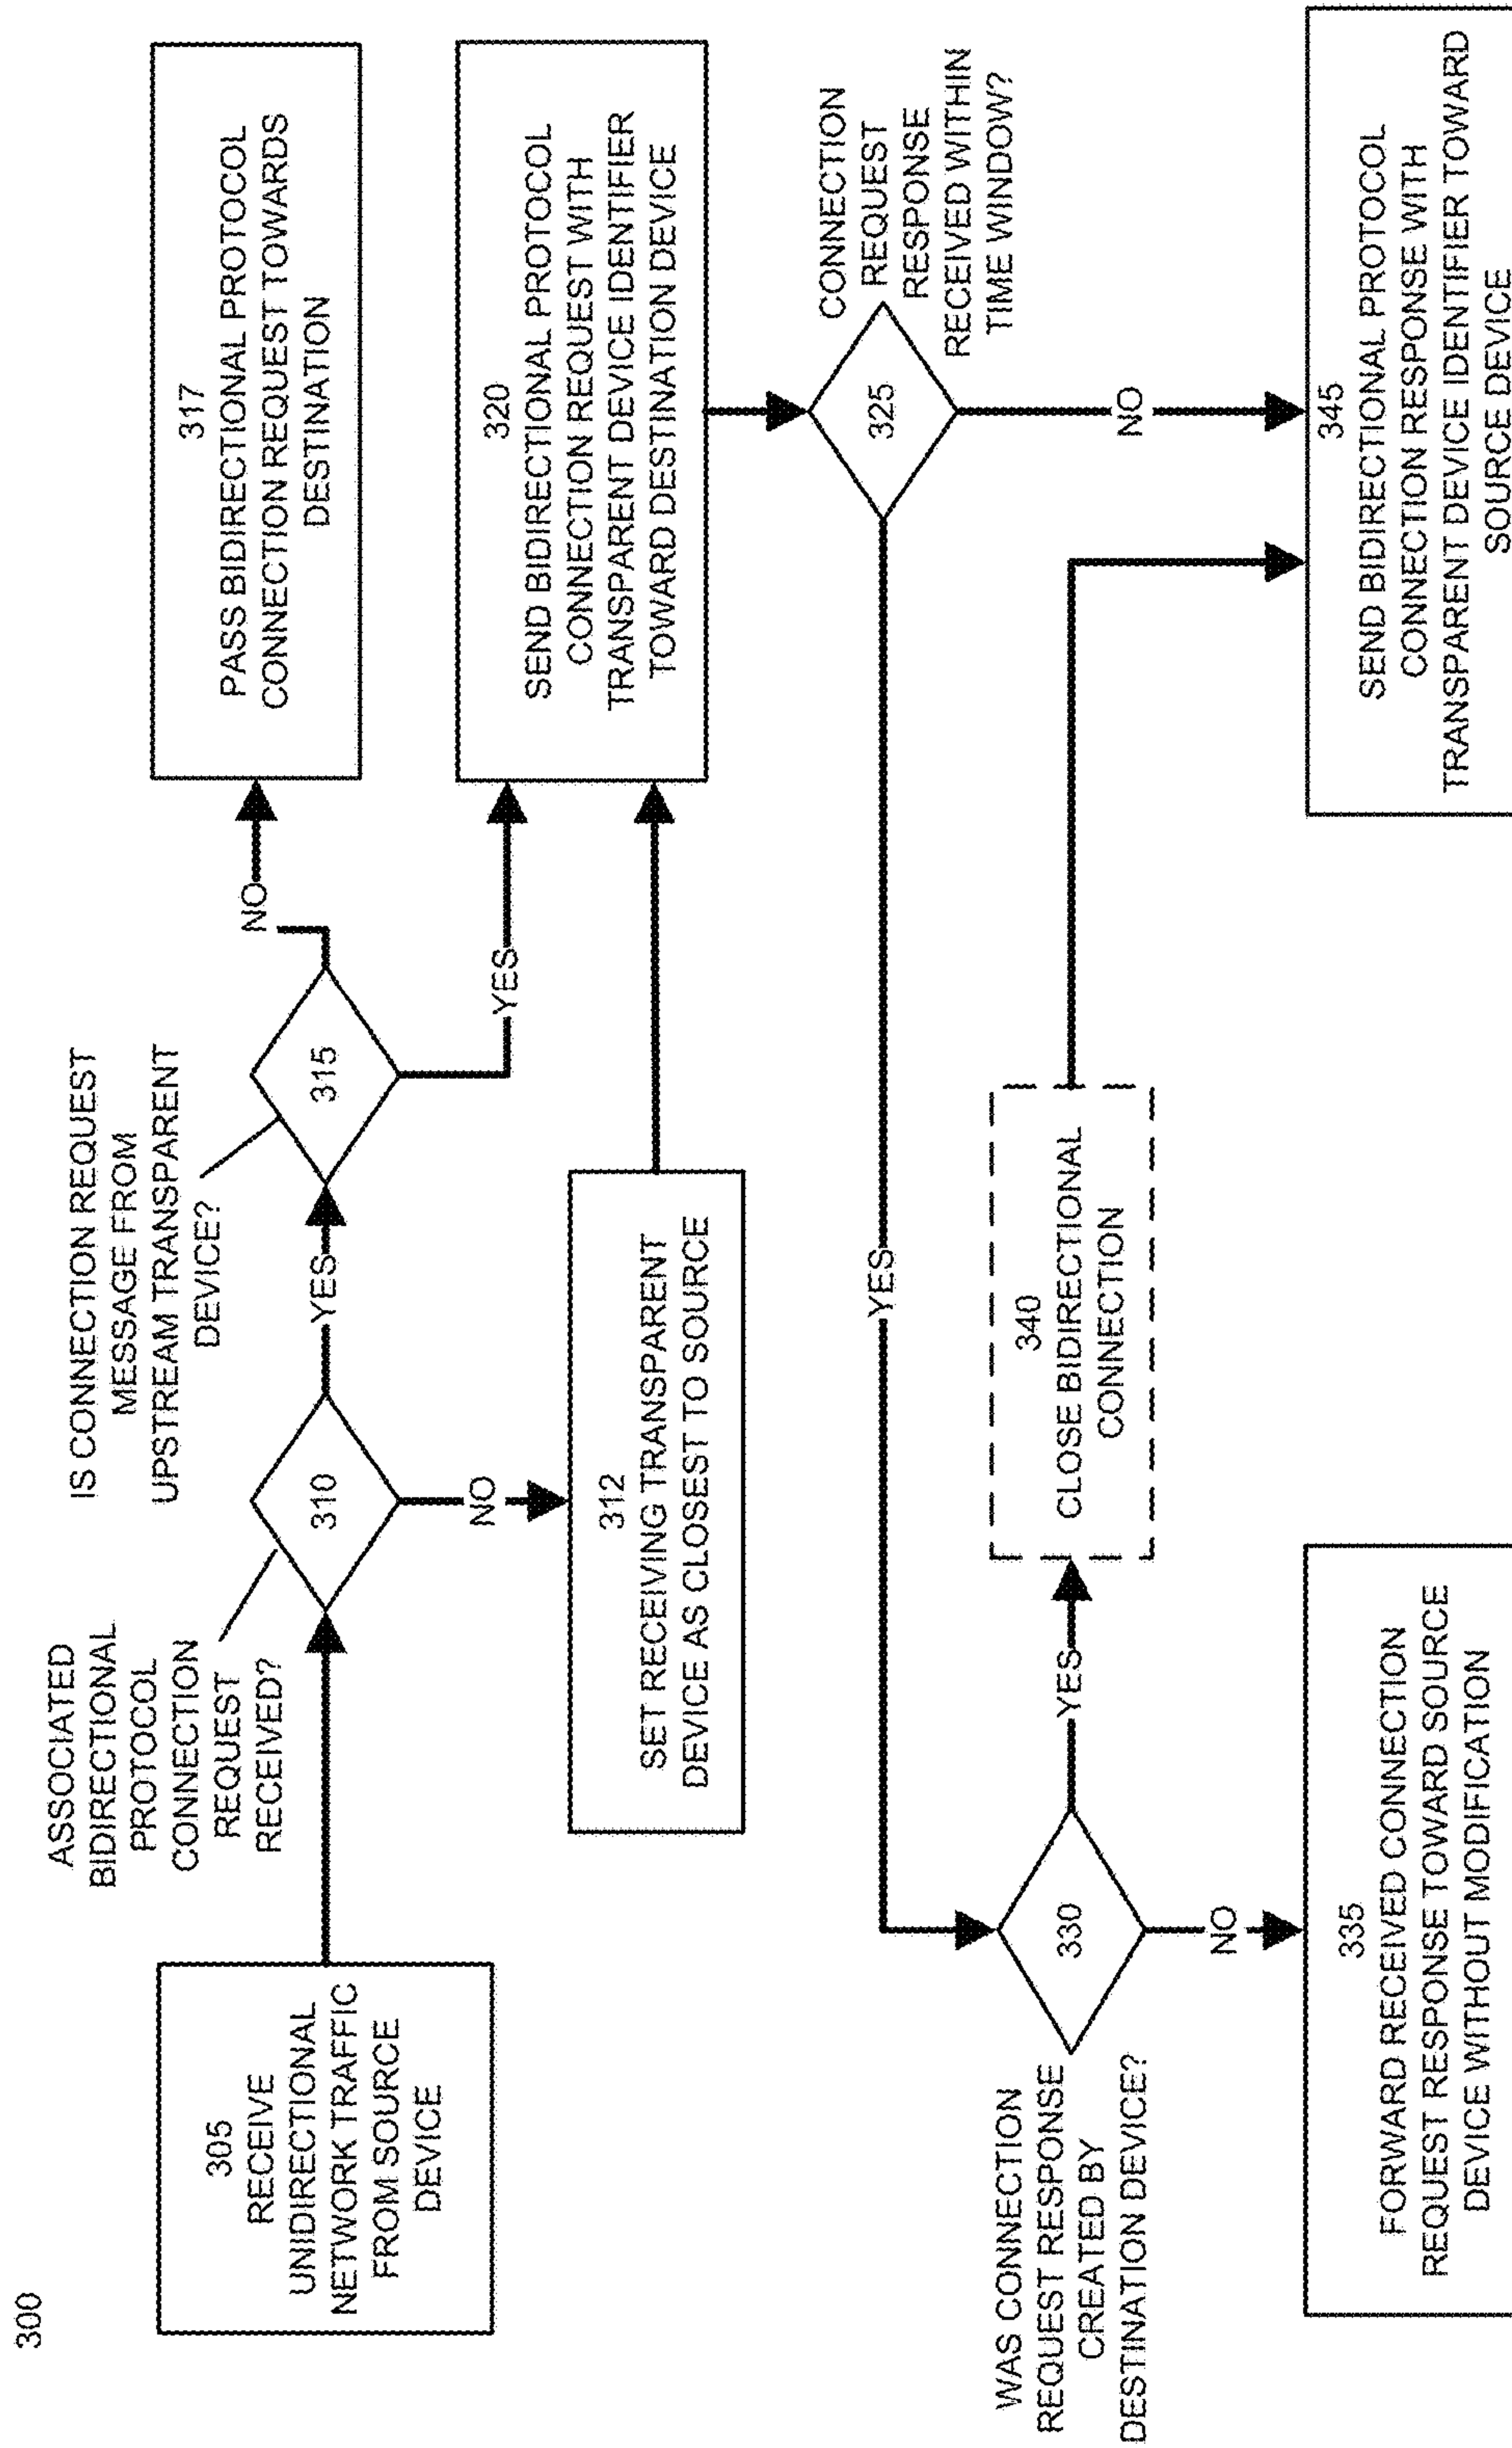 300
305
RECEIVE
UNIDIRECTIONAL
NETWORK TRAFFIC
FROM SOURCE
DEVICE
ASSOCIATED
BIDIRECTIONAL
PROTOCOL
CONNECTION
REQUEST
RECEIVED?
310
YES
NO
312
SET RECEIVING TRANSPARENT
DEVICE AS CLOSEST TO SOURCE
IS CONNECTION REQUEST
MESSAGE FROM
UPSTREAM TRANSPARENT
DEVICE?
315
NO
YES
317
PASS BIDIRECTIONAL PROTOCOL
CONNECTION REQUEST TOWARDS
DESTINATION
320
SEND BIDIRECTIONAL PROTOCOL
CONNECTION REQUEST WITH
TRANSPARENT DEVICE IDENTIFIER
TOWARD DESTINATION DEVICE
325
CONNECTION
REQUEST
RESPONSE
RECEIVED WITHIN
TIME WINDOW?
YES
NO
WAS CONNECTION
REQUEST RESPONSE
CREATED BY
DESTINATION DEVICE?
330
YES
NO
335
FORWARD RECEIVED CONNECTION
REQUEST RESPONSE TOWARD SOURCE
DEVICE WITHOUT MODIFICATION
340
CLOSE BIDIRECTIONAL
CONNECTION
345
SEND BIDIRECTIONAL PROTOCOL
CONNECTION RESPONSE WITH
TRANSPARENT DEVICE IDENTIFIER TOWARD
SOURCE DEVICE